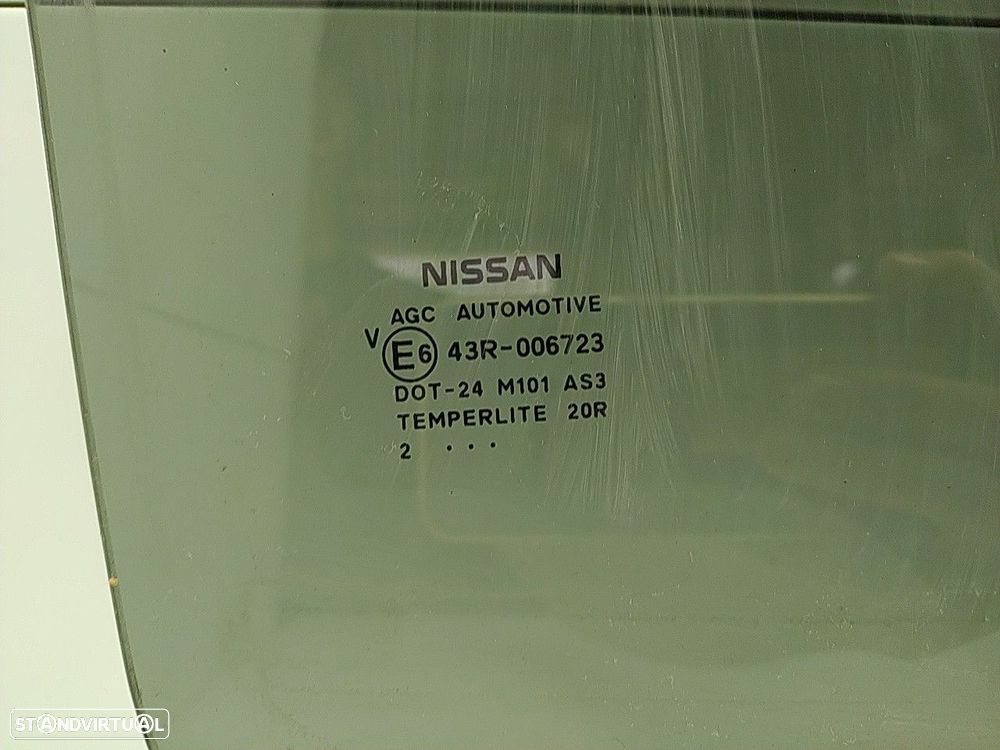 NISSAN
AGC AUTOMOTIVE
V E6 43R-006723
DOT-24 M101 AS3
TEMPERLITE 20R
2 ...
STANDVIRTUAL